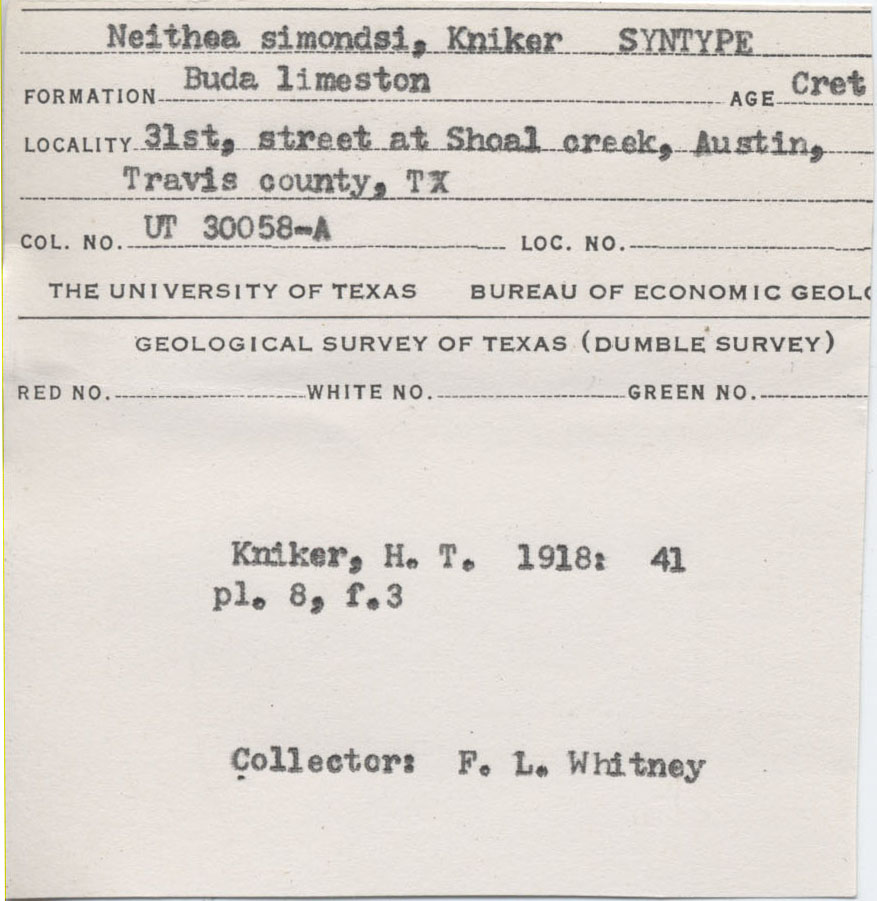 Neithea simondsi, Kniker SYNTYPE
FORMATION Buda limeston AGE Cret
LOCALITY 31st, street at Shoal creek, Austin,
Travis county, TX
COL. NO. UT 30058-A LOC. NO.
THE UNIVERSITY OF TEXAS BUREAU OF ECONOMIC GEOLO
GEOLOGICAL SURVEY OF TEXAS (DUMBLE SURVEY)
RED NO. WHITE NO. GREEN NO.
Kniker, H. T. 1918: 41
pl. 8, f.3
Collector: F. L. Whitney